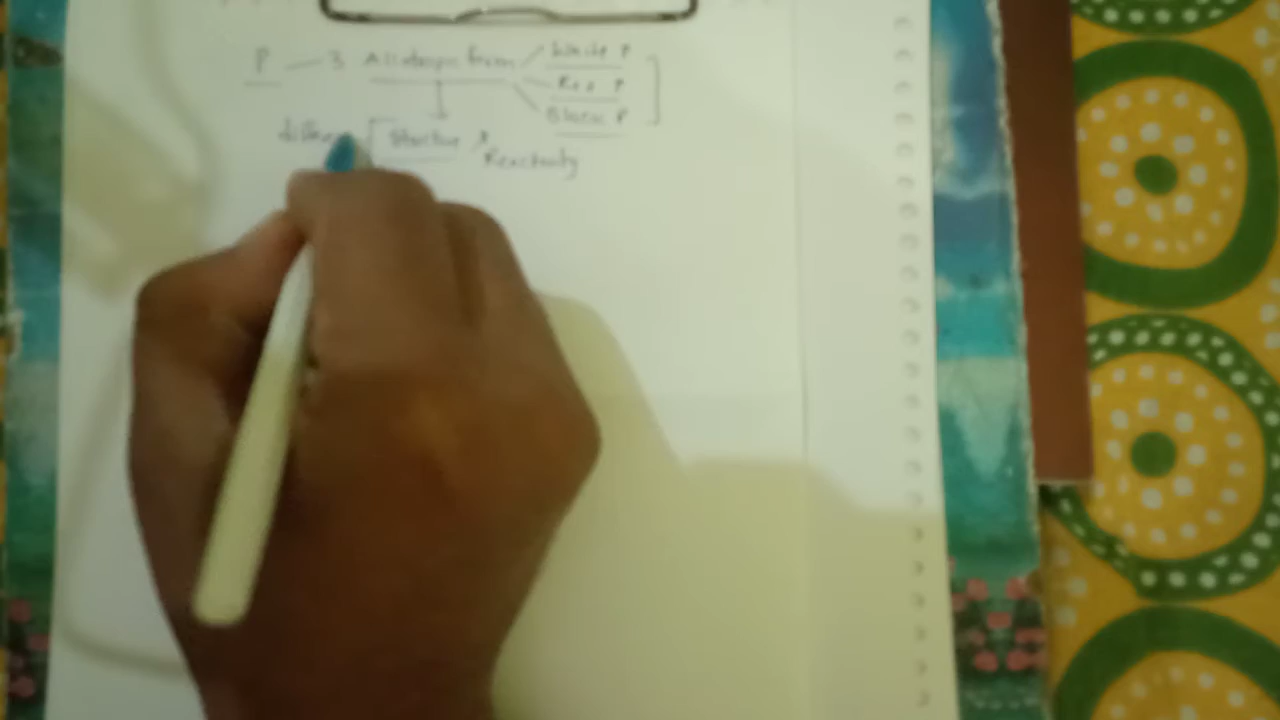 P — 3 Allotropic form White P
Red P
Black P
Structure &
Reactivity